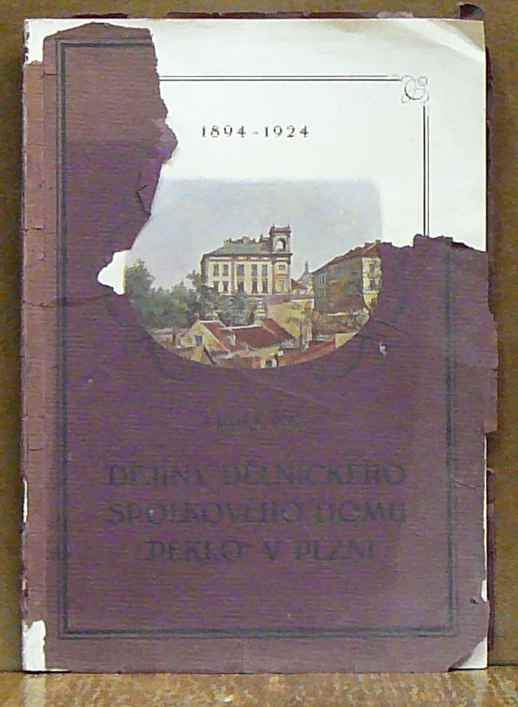 1894-1924
DĚJINY DĚLNICKÉHO
SPOLKOVÉHO DOMU
"PEKLO" V PLZNI